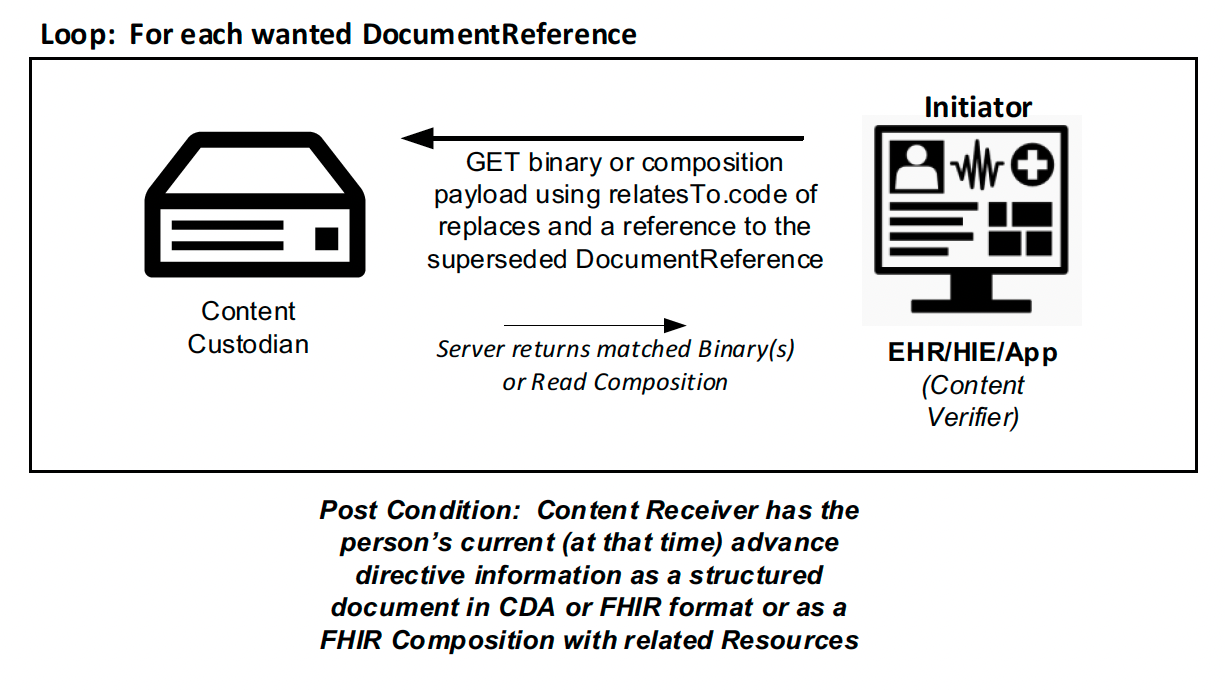 Loop:  For each wanted DocumentReference
Initiator
GET binary or composition
payload using relatesTo.code of
replaces and a reference to the
superseded DocumentReference
Content
Custodian
Server returns matched Binary(s)
or Read Composition
EHR/HIE/App
(Content
Verifier)
Post Condition:  Content Receiver has the
person’s current (at that time) advance
directive information as a structured
document in CDA or FHIR format or as a
FHIR Composition with related Resources